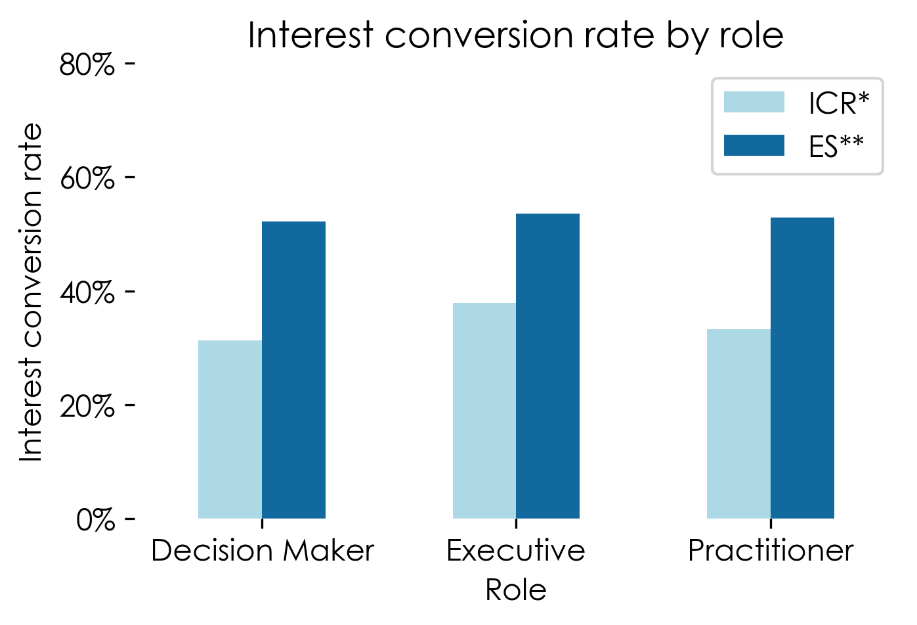 Interest conversion rate by role
80%
60%
40%
20%
0%
Interest conversion rate
ICR*
ES**
Decision Maker
Executive
Practitioner
Role